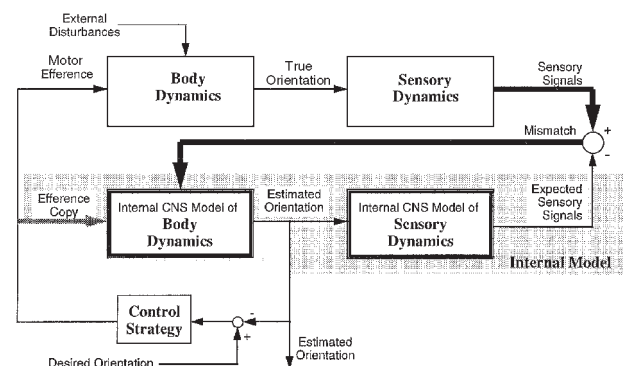 External
Disturbances
Motor
Efference
Body
Dynamics
True
Orientation
Sensory
Dynamics
Sensory
Signals
+
Mismatch
-
Efference
Copy
Internal CNS Model of
Body
Dynamics
Estimated
Orientation
Internal CNS Model of
Sensory
Dynamics
Expected
Sensory
Signals
Internal Model
Control
Strategy
-
+
Estimated
Orientation
Desired Orientation